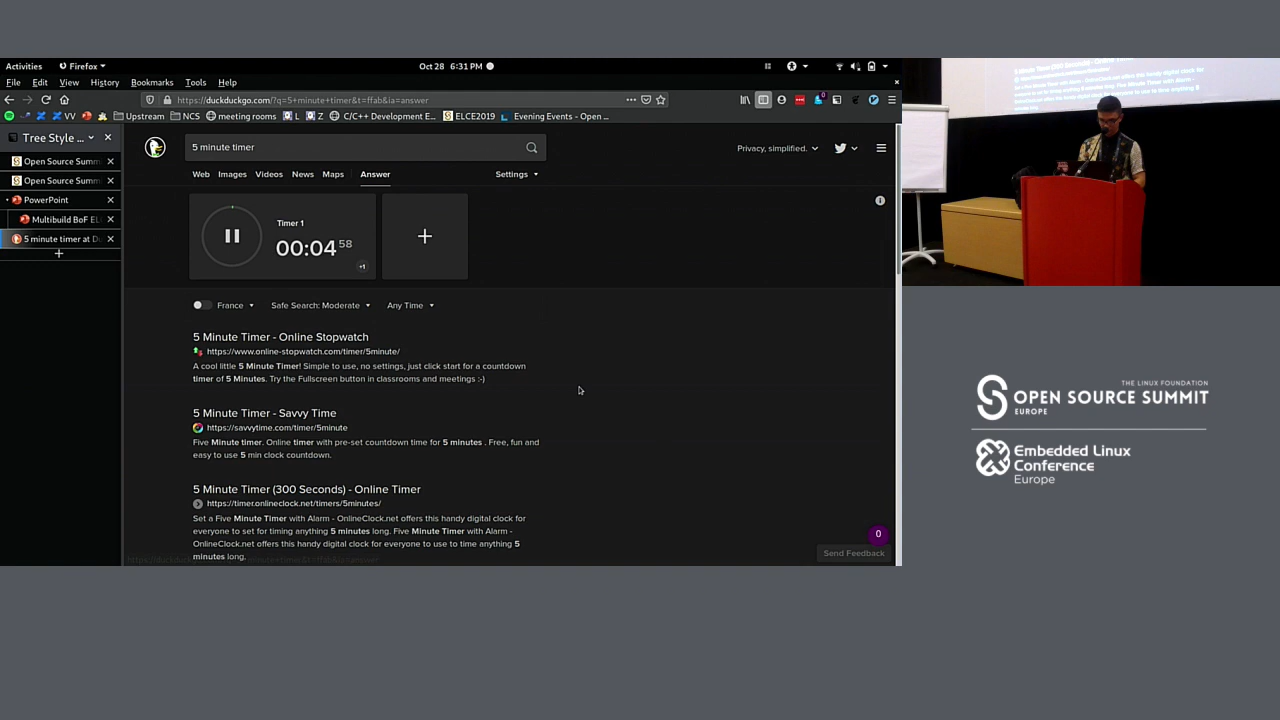 Activities
Firefox
Oct 28 6:31 PM
File Edit View History Bookmarks Tools Help
https://duckduckgo.com/?q=5+minute+timer&t=ffab&ia=answer
VV Upstream NCS meeting rooms L Z C/C++ Development E... ELCE2019 Evening Events - Open ...
Tree Style ...
Open Source Summ
Open Source Summ
PowerPoint
Multibuild BoF EL
5 minute timer at D
5 minute timer
Privacy, simplified.
Web Images Videos News Maps Answer Settings
Timer 1
00:04 58
+1
France Safe Search: Moderate Any Time
5 Minute Timer - Online Stopwatch
https://www.online-stopwatch.com/timer/5minute/
A cool little 5 Minute Timer! Simple to use, no settings, just click start for a countdown
timer of 5 Minutes. Try the Fullscreen button in classrooms and meetings :-)
5 Minute Timer - Savvy Time
https://savvytime.com/timer/5minute
Five Minute timer. Online timer with pre-set countdown time for 5 minutes . Free, fun and
easy to use 5 min clock countdown.
5 Minute Timer (300 Seconds) - Online Timer
https://timer.onlineclock.net/timers/5minutes/
Set a Five Minute Timer with Alarm - OnlineClock.net offers this handy digital clock for
everyone to set for timing anything 5 minutes long. Five Minute Timer with Alarm -
OnlineClock.net offers this handy digital clock for everyone to use to time anything 5
minutes long.
0
Send Feedback
THE LINUX FOUNDATION
OPEN SOURCE SUMMIT
EUROPE
Embedded Linux
Conference
Europe